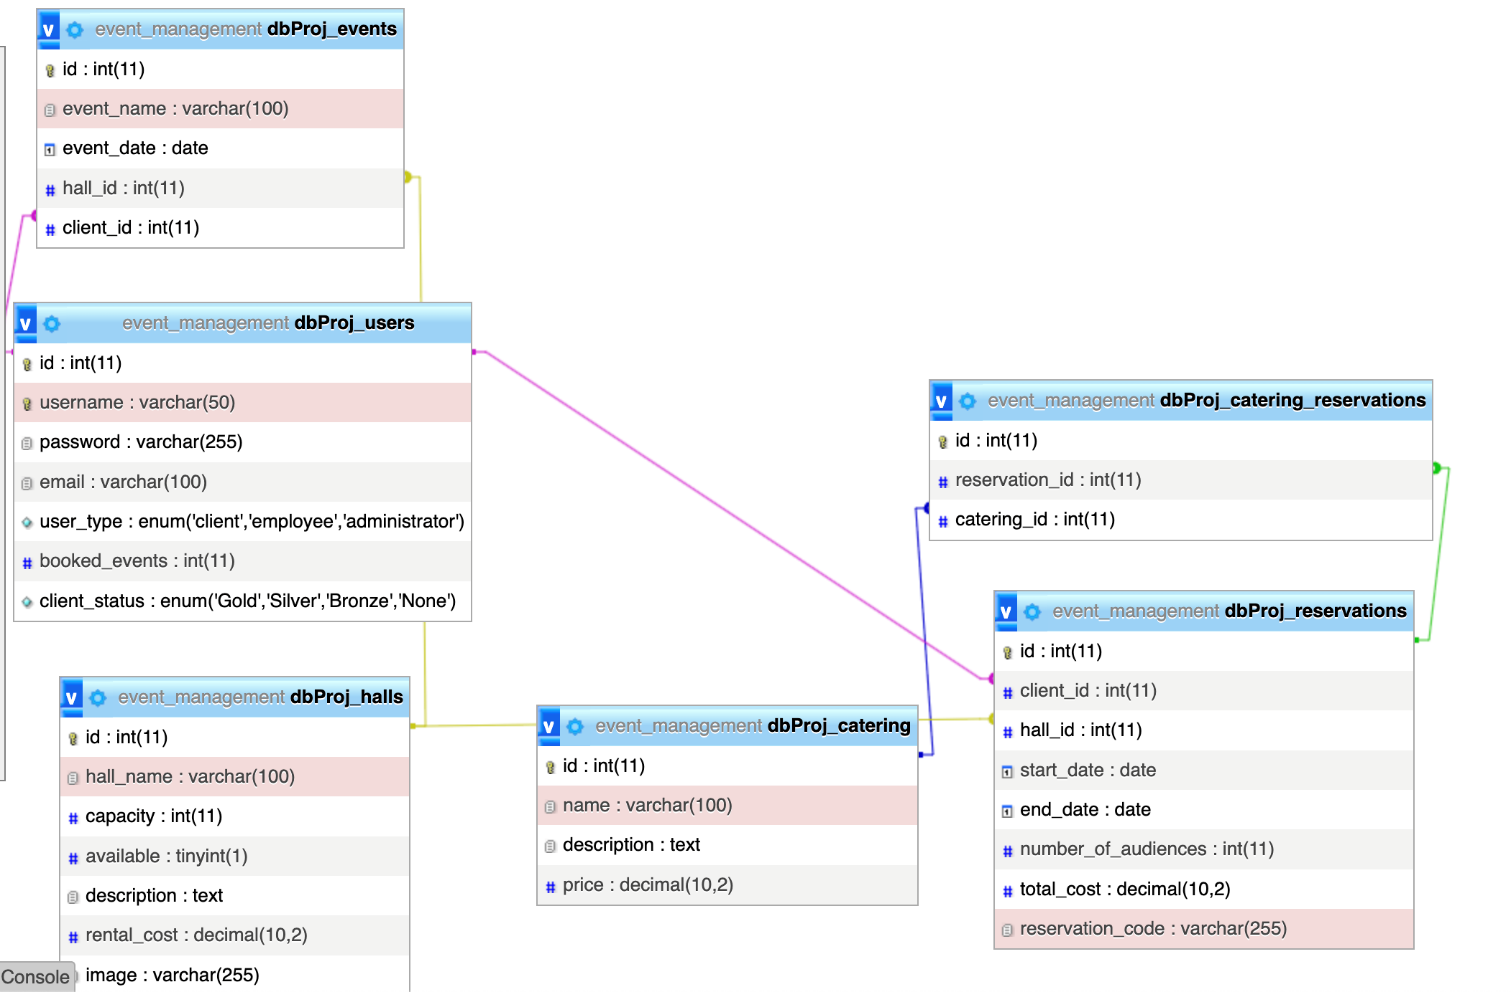 v event_management dbProj_events
id : int(11)
event_name : varchar(100)
event_date : date
# hall_id : int(11)
# client_id : int(11)
v event_management dbProj_users
id : int(11)
username : varchar(50)
password : varchar(255)
email : varchar(100)
user_type : enum('client','employee','administrator')
# booked_events : int(11)
client_status : enum('Gold','Silver','Bronze','None')
v event_management dbProj_halls
id : int(11)
hall_name : varchar(100)
# capacity : int(11)
# available : tinyint(1)
description : text
# rental_cost : decimal(10,2)
image : varchar(255)
Console
v event_management dbProj_catering
id : int(11)
name : varchar(100)
description : text
# price : decimal(10,2)
v event_management dbProj_catering_reservations
id : int(11)
# reservation_id : int(11)
# catering_id : int(11)
v event_management dbProj_reservations
id : int(11)
# client_id : int(11)
# hall_id : int(11)
start_date : date
end_date : date
# number_of_audiences : int(11)
# total_cost : decimal(10,2)
reservation_code : varchar(255)